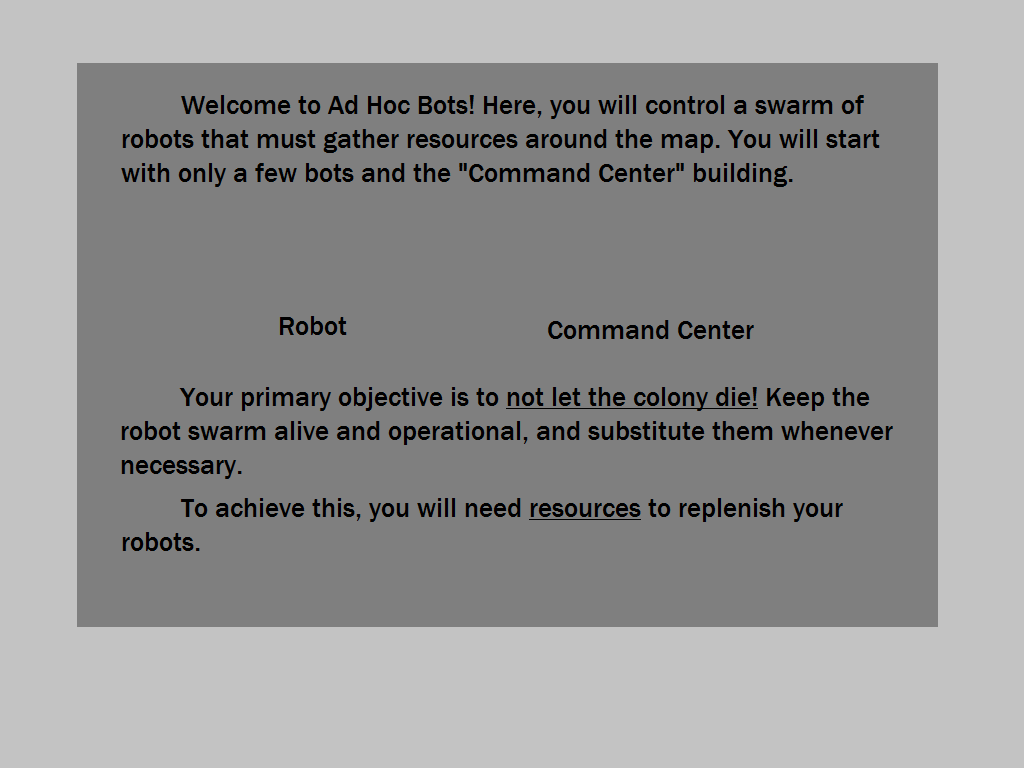 Welcome to Ad Hoc Bots! Here, you will control a swarm of
robots that must gather resources around the map. You will start
with only a few bots and the "Command Center" building.
Robot
Command Center
Your primary objective is to not let the colony die! Keep the
robot swarm alive and operational, and substitute them whenever
necessary.
To achieve this, you will need resources to replenish your
robots.